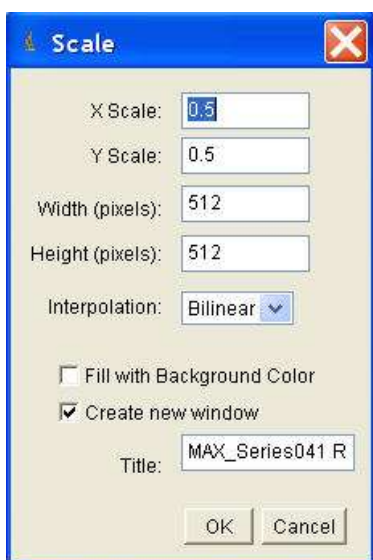 Scale
X Scale: 0.5
Y Scale: 0.5
Width (pixels): 512
Height (pixels): 512
Interpolation: Bilinear
Fill with Background Color
Create new window
Title: MAX_Series041 R
OK Cancel